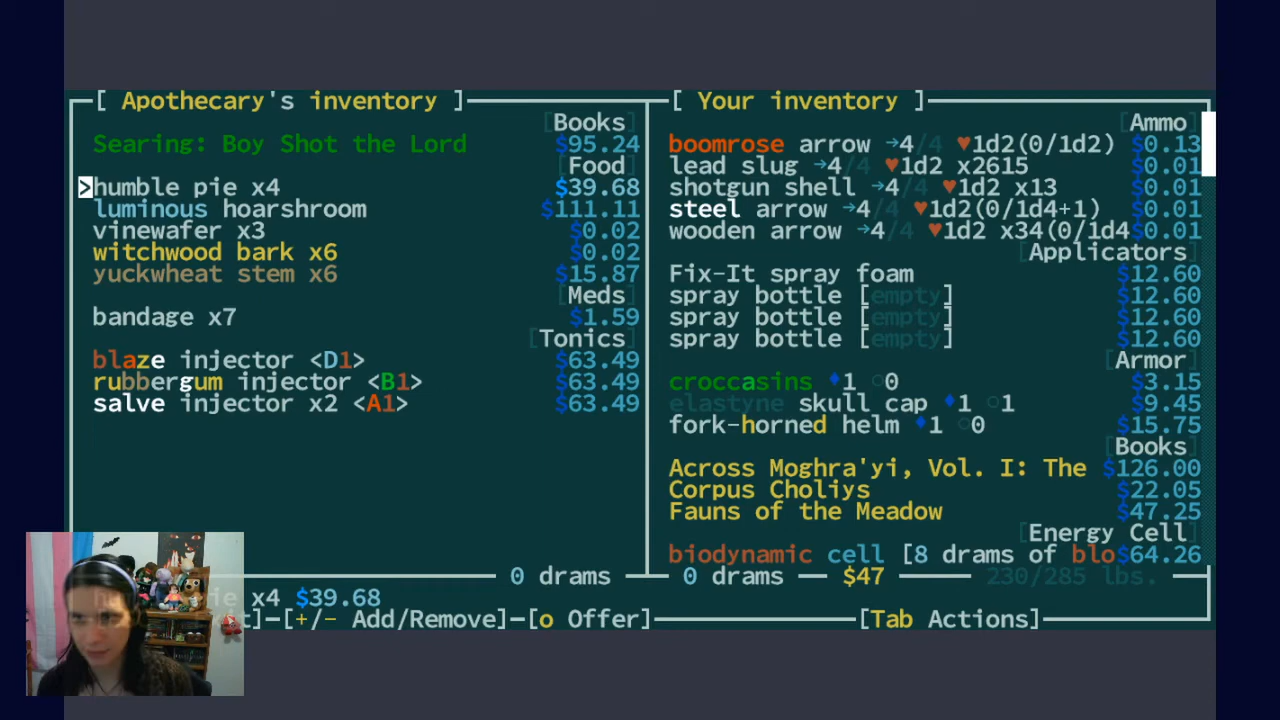 [ Apothecary's inventory ]
[Books]
Searing: Boy Shot the Lord $95.24
[Food]
>humble pie x4 $39.68
luminous hoarshroom $111.11
vinewafer x3 $0.02
witchwood bark x6 $0.02
yuckwheat stem x6 $15.87
[Meds]
bandage x7 $1.59
[Tonics]
blaze injector <D1> $63.49
rubbergum injector <B1> $63.49
salve injector x2 <A1> $63.49
0 drams
[ Your inventory ]
[Ammo]
boomrose arrow →4/4 ♥1d2(0/1d2) $0.13
lead slug →4/4 ♥1d2 x2615 $0.01
shotgun shell →4/4 ♥1d2 x13 $0.01
steel arrow →4/4 ♥1d2(0/1d4+1) $0.01
wooden arrow →4/4 ♥1d2 x34(0/1d4 $0.01
[Applicators]
Fix-It spray foam $12.60
spray bottle [empty] $12.60
spray bottle [empty] $12.60
spray bottle [empty] $12.60
[Armor]
croccasins ♦1 ○0 $3.15
elastyne skull cap ♦1 ○1 $9.45
fork-horned helm ♦1 ○0 $15.75
[Books]
Across Moghra'yi, Vol. I: The $126.00
Corpus Choliys $22.05
Fauns of the Meadow $47.25
[Energy Cell]
biodynamic cell [8 drams of blo$64.26
0 drams $47 230/285 lbs.
x4 $39.68
[+/- Add/Remove]-[o Offer] [Tab Actions]